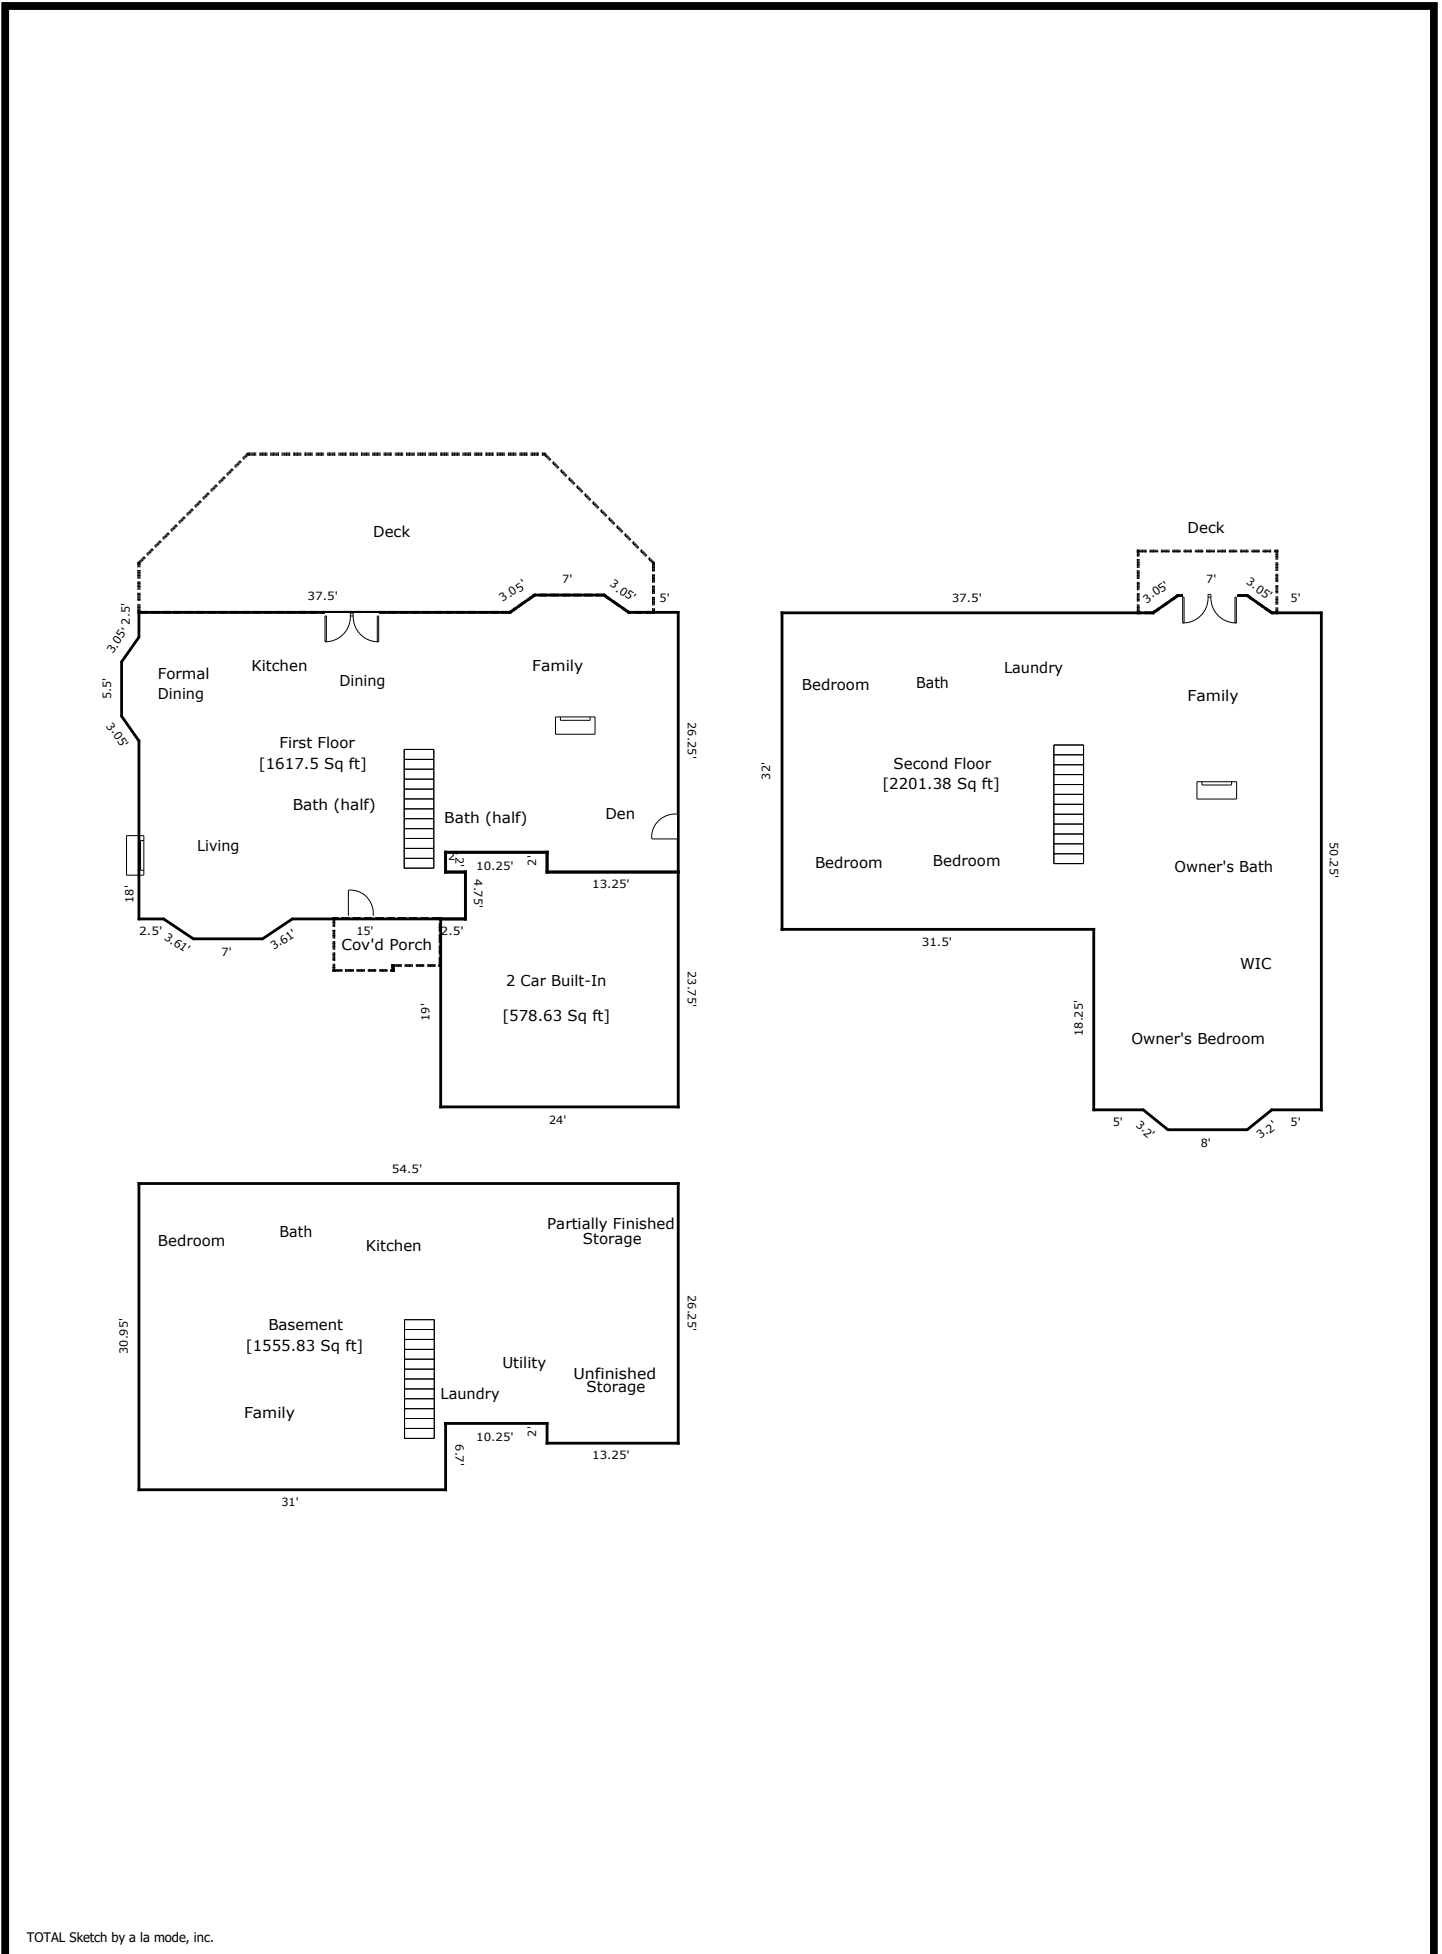 Deck
37.5'
3.05'
7'
3.05'
5'
2.5'
3.05'
5.5'
3.05'
Formal
Dining
Kitchen
Dining
Family
26.25'
First Floor
[1617.5 Sq ft]
Bath (half)
Bath (half)
Den
Living
18'
2'
10.25'
2'
13.25'
4.75'
2.5'
3.61'
7'
3.61'
15'
2.5'
Cov'd Porch
2 Car Built-In
[578.63 Sq ft]
19'
23.75'
24'
Deck
37.5'
3.05'
7'
3.05'
5'
Bedroom
Bath
Laundry
Family
32'
Second Floor
[2201.38 Sq ft]
Bedroom
Bedroom
Owner's Bath
50.25'
31.5'
WIC
18.25'
Owner's Bedroom
5'
3.2'
8'
3.2'
5'
54.5'
Bedroom
Bath
Kitchen
Partially Finished
Storage
30.95'
Basement
[1555.83 Sq ft]
26.25'
Utility
Unfinished
Storage
Laundry
Family
10.25'
2'
13.25'
6.7'
31'
TOTAL Sketch by a la mode, inc.